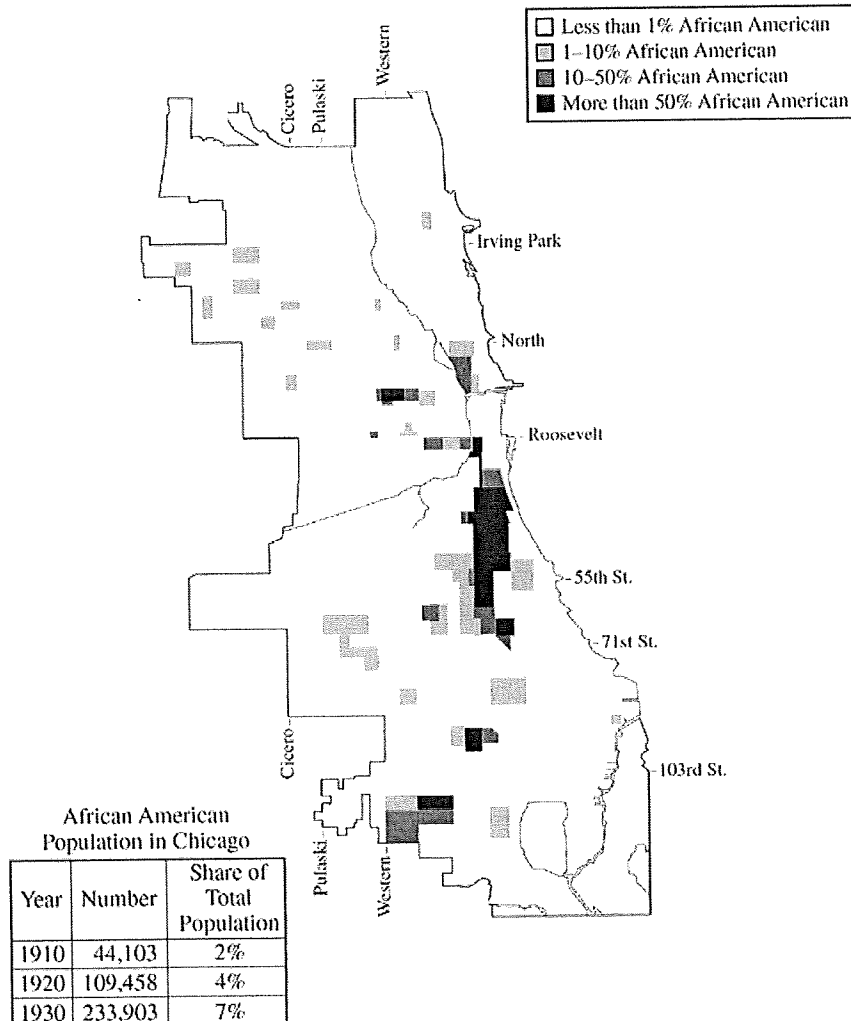 Less than 1% African American
1–10% African American
10–50% African American
More than 50% African American
Western
Cicero
Pulaski
Irving Park
North
Roosevelt
55th St.
71st St.
Cicero
103rd St.
Pulaski
Western
African American
Population in Chicago
Year Number Share of
Total
Population
1910 44,103 2%
1920 109,458 4%
1930 233,903 7%